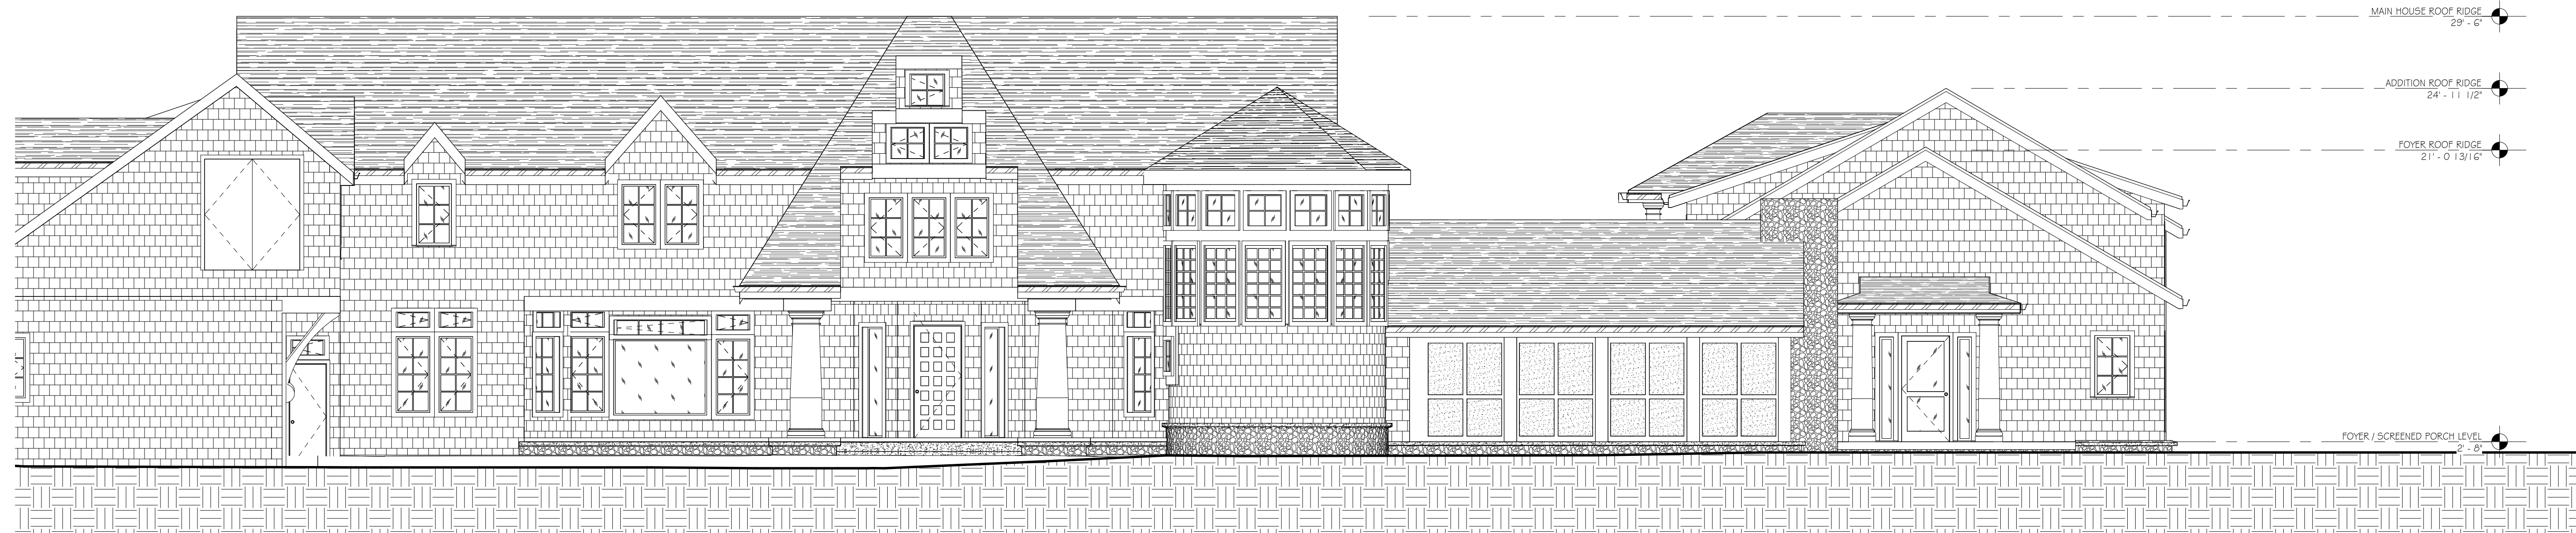 MAIN HOUSE ROOF RIDGE
29' - 6"
ADDITION ROOF RIDGE
24' - 11 1/2"
FOYER ROOF RIDGE
21' - 0 13/16"
FOYER / SCREENED PORCH LEVEL
2' - 8"